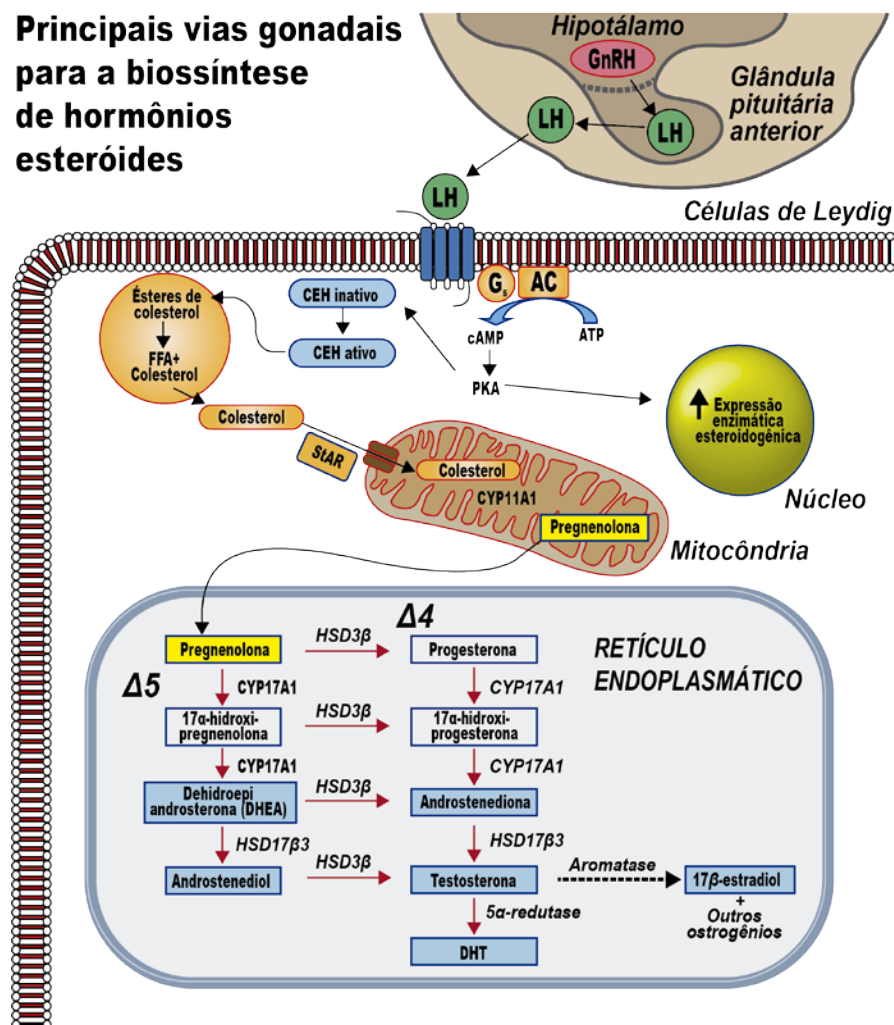 Principais vias gonadais
para a biossíntese
de hormônios
esteróides
Hipotálamo
GnRH
Glândula
pituitária
anterior
LH
LH
LH
Células de Leydig
Ésteres de
colesterol
FFA+
Colesterol
CEH inativo
CEH ativo
Gs
AC
cAMP
ATP
PKA
Expressão
enzimática
esteroidogênica
Núcleo
Colesterol
StAR
Colesterol
CYP11A1
Pregnenolona
Mitocôndria
Δ4
Δ5
RETÍCULO
ENDOPLASMÁTICO
Pregnenolona
HSD3β
Progesterona
CYP17A1
CYP17A1
17α-hidroxi-
pregnenolona
HSD3β
17α-hidroxi-
progesterona
CYP17A1
CYP17A1
Dehidroepi
androsterona (DHEA)
HSD3β
Androstenediona
HSD17β3
HSD17β3
Androstenediol
HSD3β
Testosterona
Aromatase
17β-estradiol
+
Outros
ostrogênios
5α-redutase
DHT